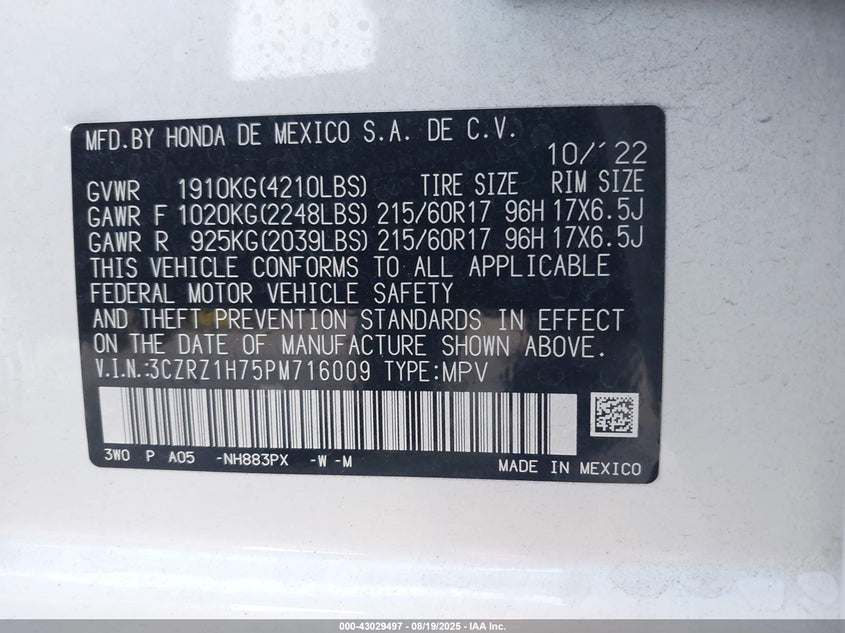 MFD.BY HONDA DE MEXICO S.A. DE C.V.
10/'22
GVWR 1910KG(4210LBS) TIRE SIZE RIM SIZE
GAWR F 1020KG(2248LBS) 215/60R17 96H 17X6.5J
GAWR R 925KG(2039LBS) 215/60R17 96H 17X6.5J
THIS VEHICLE CONFORMS TO ALL APPLICABLE
FEDERAL MOTOR VEHICLE SAFETY
AND THEFT PREVENTION STANDARDS IN EFFECT
ON THE DATE OF MANUFACTURE SHOWN ABOVE.
V.I.N.:3CZRZ1H75PM716009 TYPE:MPV
3W0 P A05 -NH883PX -W -M
MADE IN MEXICO
000-43029497 - 08/19/2025 - IAA Inc.